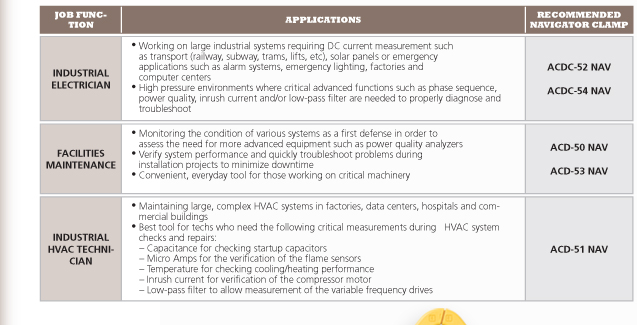 JOB FUNC-
TION
APPLICATIONS
RECOMMENDED
NAVIGATOR CLAMP
INDUSTRIAL
ELECTRICIAN
• Working on large industrial systems requiring DC current measurement such
as transport (railway, subway, trams, lifts, etc), solar panels or emergency
applications such as alarm systems, emergency lighting, factories and
computer centers
• High pressure environments where critical advanced functions such as phase sequence,
power quality, inrush current and/or low-pass filter are needed to properly diagnose and
troubleshoot
ACDC-52 NAV
ACDC-54 NAV
FACILITIES
MAINTENANCE
• Monitoring the condition of various systems as a first defense in order to
assess the need for more advanced equipment such as power quality analyzers
• Verify system performance and quickly troubleshoot problems during
installation projects to minimize downtime
• Convenient, everyday tool for those working on critical machinery
ACD-50 NAV
ACD-53 NAV
INDUSTRIAL
HVAC TECHNI-
CIAN
• Maintaining large, complex HVAC systems in factories, data centers, hospitals and com-
mercial buildings
• Best tool for techs who need the following critical measurements during HVAC system
checks and repairs:
– Capacitance for checking startup capacitors
– Micro Amps for the verification of the flame sensors
– Temperature for checking cooling/heating performance
– Inrush current for verification of the compressor motor
– Low-pass filter to allow measurement of the variable frequency drives
ACD-51 NAV